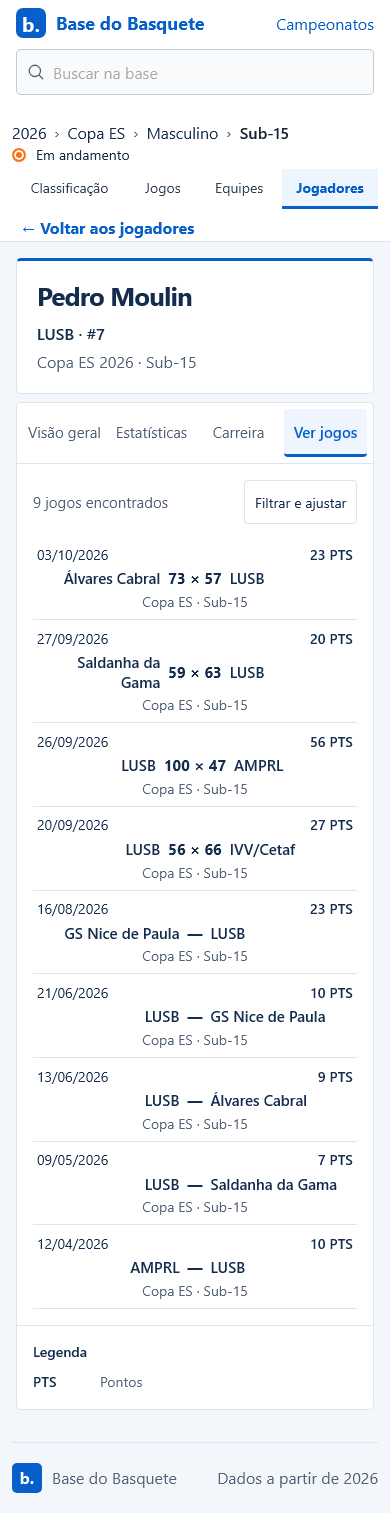 b. Base do Basquete Campeonatos
Buscar na base
2026 › Copa ES › Masculino › Sub-15
Em andamento
Classificação Jogos Equipes Jogadores
← Voltar aos jogadores
Pedro Moulin
LUSB · #7
Copa ES 2026 · Sub-15
Visão geral Estatísticas Carreira Ver jogos
9 jogos encontrados Filtrar e ajustar
03/10/2026 23 PTS
Álvares Cabral 73 × 57 LUSB
Copa ES · Sub-15
27/09/2026 20 PTS
Saldanha da Gama 59 × 63 LUSB
Copa ES · Sub-15
26/09/2026 56 PTS
LUSB 100 × 47 AMPRL
Copa ES · Sub-15
20/09/2026 27 PTS
LUSB 56 × 66 IVV/Cetaf
Copa ES · Sub-15
16/08/2026 23 PTS
GS Nice de Paula — LUSB
Copa ES · Sub-15
21/06/2026 10 PTS
LUSB — GS Nice de Paula
Copa ES · Sub-15
13/06/2026 9 PTS
LUSB — Álvares Cabral
Copa ES · Sub-15
09/05/2026 7 PTS
LUSB — Saldanha da Gama
Copa ES · Sub-15
12/04/2026 10 PTS
AMPRL — LUSB
Copa ES · Sub-15
Legenda
PTS Pontos
b. Base do Basquete Dados a partir de 2026